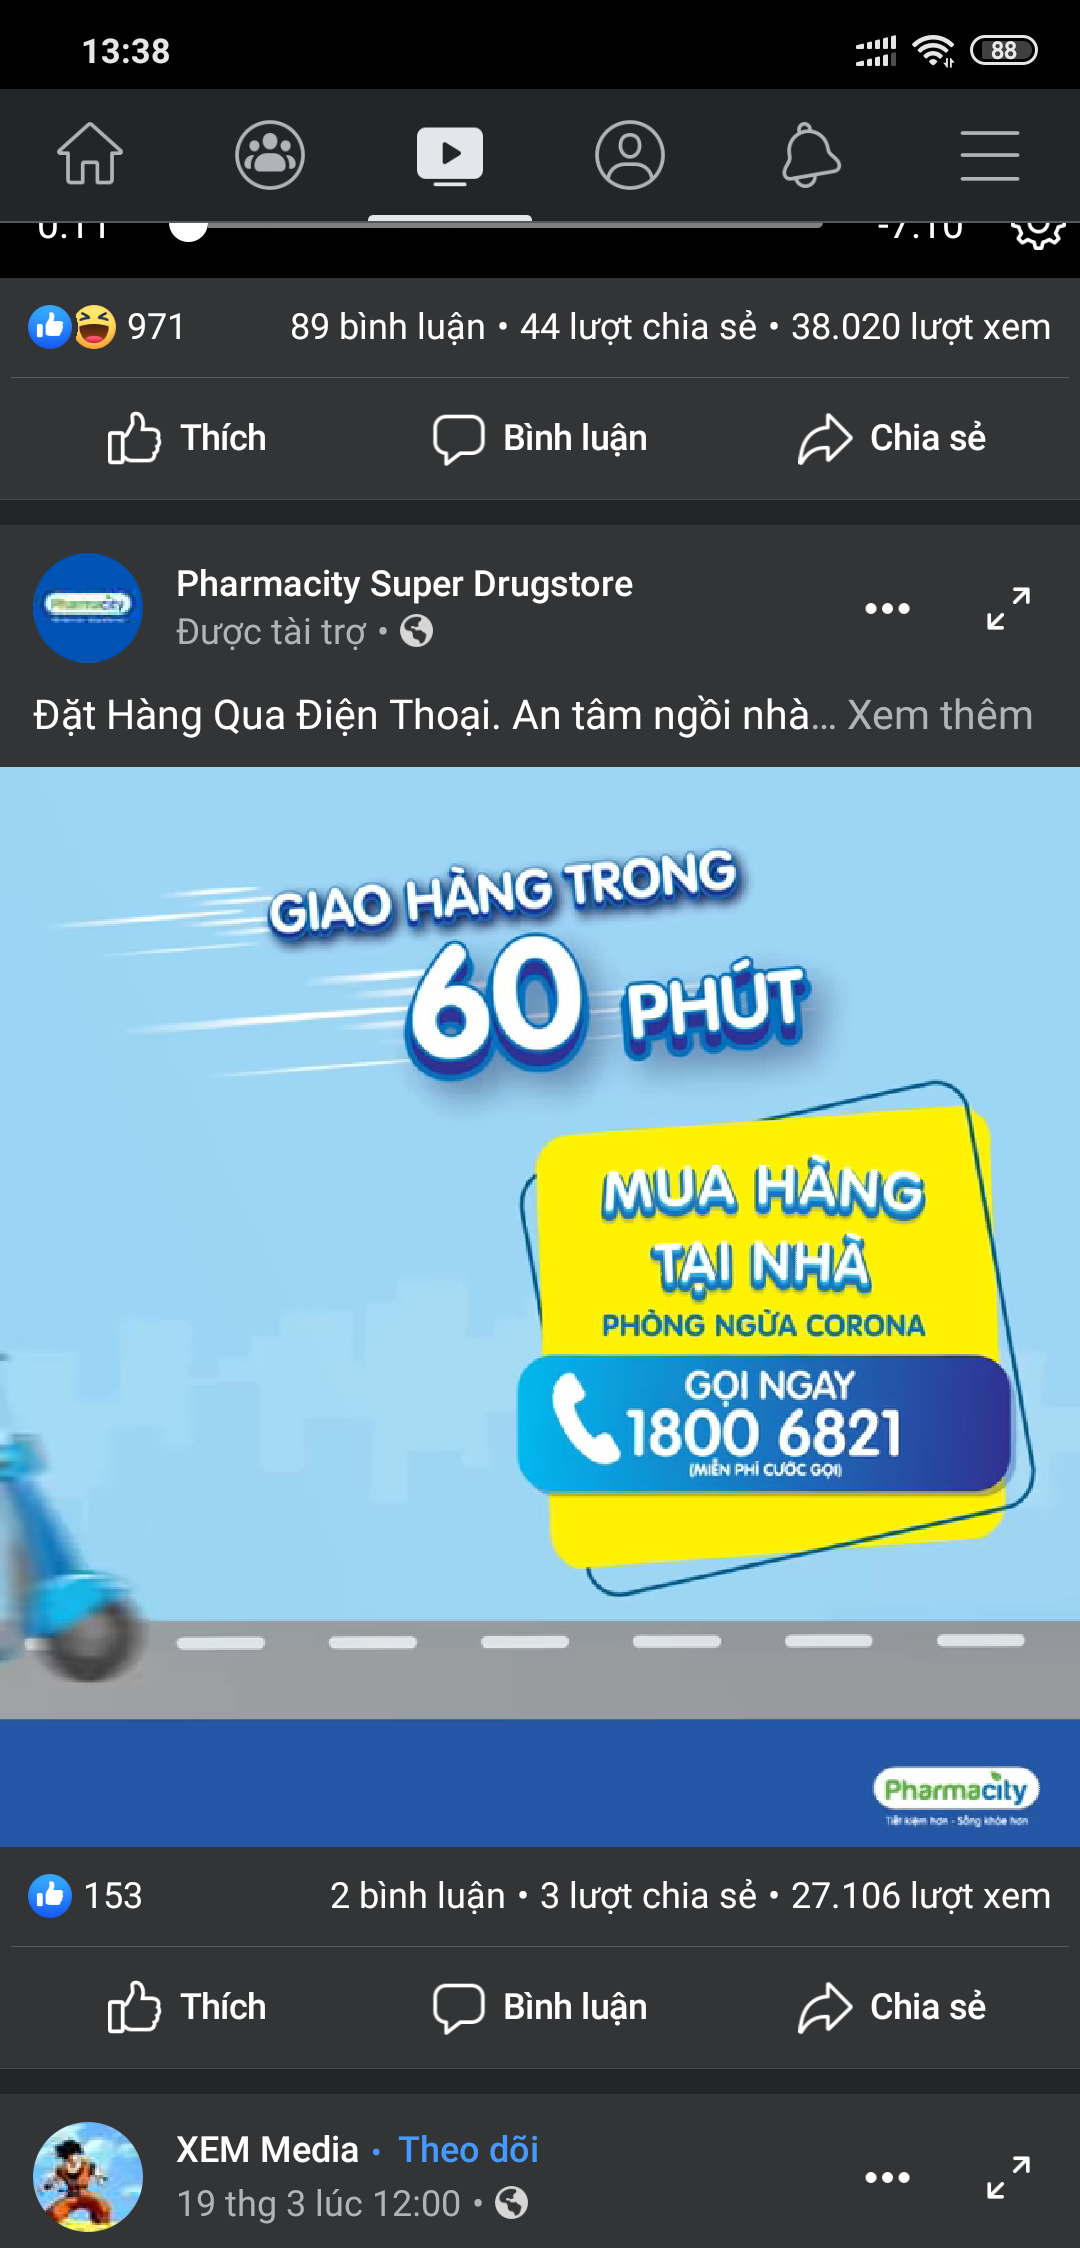 13:38
88
0:11
-7:10
971
89 bình luận • 44 lượt chia sẻ • 38.020 lượt xem
Thích
Bình luận
Chia sẻ
Pharmacity
Pharmacity Super Drugstore
Được tài trợ •
Đặt Hàng Qua Điện Thoại. An tâm ngồi nhà... Xem thêm
GIAO HÀNG TRONG
60 PHÚT
MUA HÀNG
TẠI NHÀ
PHÒNG NGỪA CORONA
GỌI NGAY
1800 6821
(MIỄN PHÍ CƯỚC GỌI)
Pharmacity
Tiết kiệm hơn - Sống khỏe hơn
153
2 bình luận • 3 lượt chia sẻ • 27.106 lượt xem
Thích
Bình luận
Chia sẻ
XEM Media • Theo dõi
19 thg 3 lúc 12:00 •